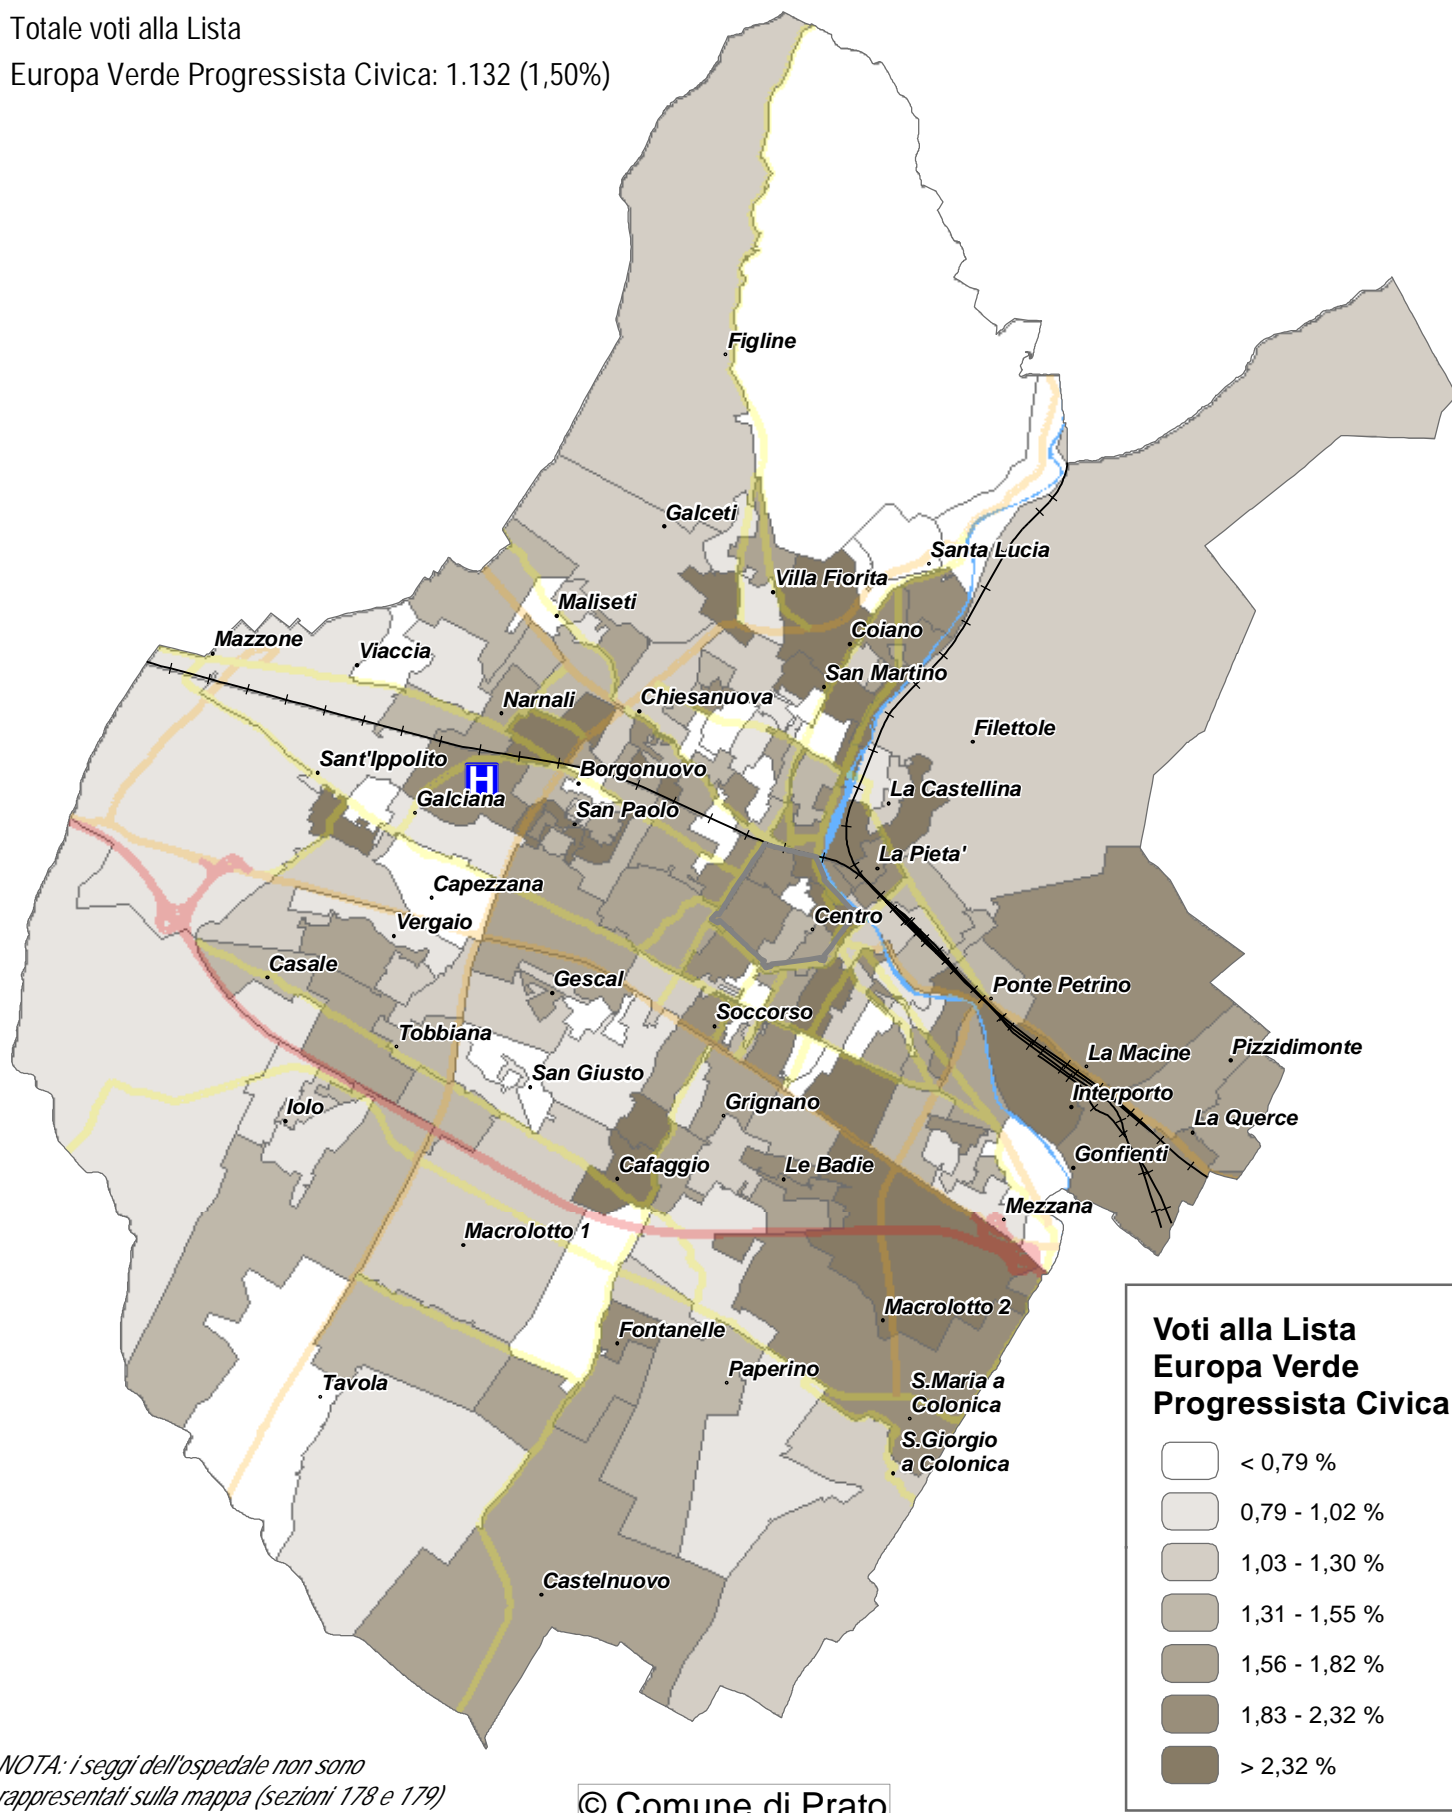 Totale voti alla Lista
Europa Verde Progressista Civica: 1.132 (1,50%)
Figline
Galceti
Santa Lucia
Villa Fiorita
Maliseti
Coiano
Mazzone
Viaccia
San Martino
Narnali
Chiesanuova
Filettole
Sant'Ippolito
H
Borgonuovo
La Castellina
Galciana
San Paolo
La Pieta'
Capezzana
Centro
Vergaio
Casale
Gescal
Ponte Petrino
Soccorso
Tobbiana
La Macine
Pizzidimonte
San Giusto
Interporto
Iolo
Grignano
La Querce
Gonfienti
Cafaggio
Le Badie
Mezzana
Macrolotto 1
Macrolotto 2
Fontanelle
Paperino
S.Maria a
Colonica
Tavola
S.Giorgio
a Colonica
Castelnuovo
Voti alla Lista
Europa Verde
Progressista Civica
< 0,79 %
0,79 - 1,02 %
1,03 - 1,30 %
1,31 - 1,55 %
1,56 - 1,82 %
1,83 - 2,32 %
> 2,32 %
NOTA: i seggi dell'ospedale non sono
rappresentati sulla mappa (sezioni 178 e 179)
© Comune di Prato